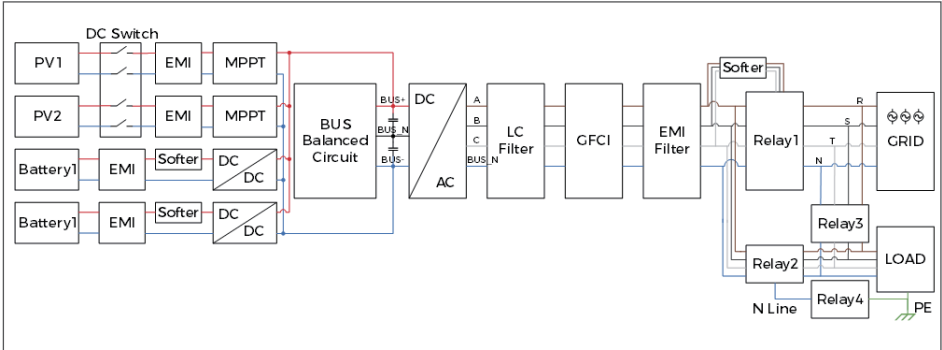 DC Switch
PV1
EMI
MPPT
PV2
EMI
MPPT
Battery1
EMI
Softer
DC
DC
Battery1
EMI
Softer
DC
DC
BUS
Balanced
Circuit
BUS+
BUS_N
BUS-
DC
AC
A
B
C
BUS_N
LC
Filter
GFCI
EMI
Filter
Softer
Relay1
R
S
T
N
GRID
Relay3
Relay2
LOAD
N Line
Relay4
PE